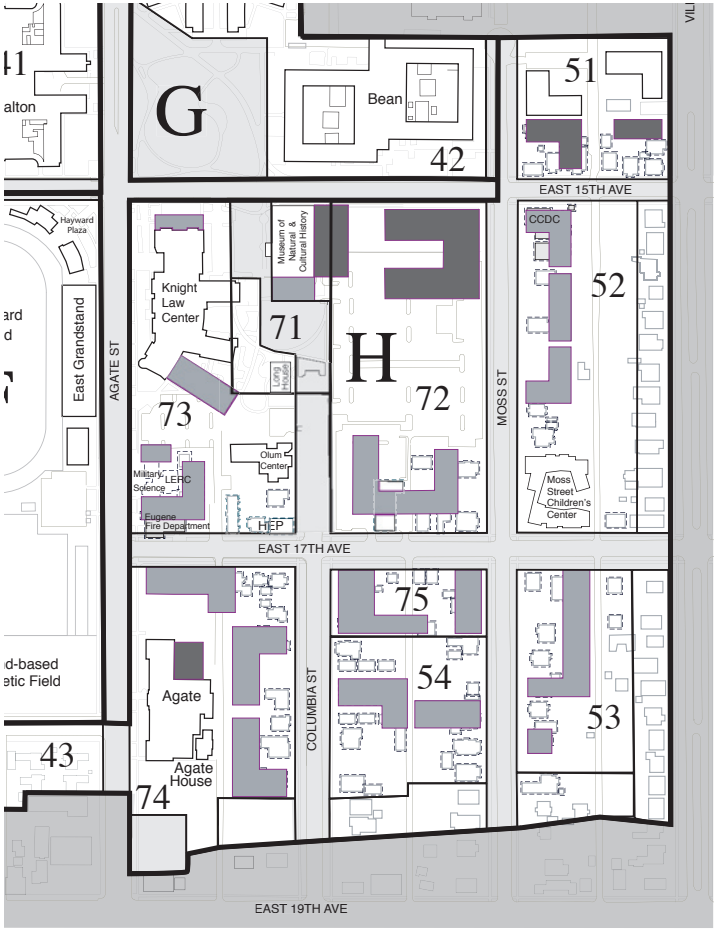 41
alton
G
Bean
42
51
VILI
EAST 15TH AVE
Hayward
Plaza
ard
d
East Grandstand
AGATE ST
Knight
Law
Center
Museum of
Natural &
Cultural History
71
Long
House
H
72
MOSS ST
CCDC
52
73
Military
Science
LERC
Eugene
Fire Department
Olum
Center
HEP
Moss
Street
Children's
Center
EAST 17TH AVE
nd-based
etic Field
Agate
Agate
House
COLUMBIA ST
75
54
53
43
74
EAST 19TH AVE